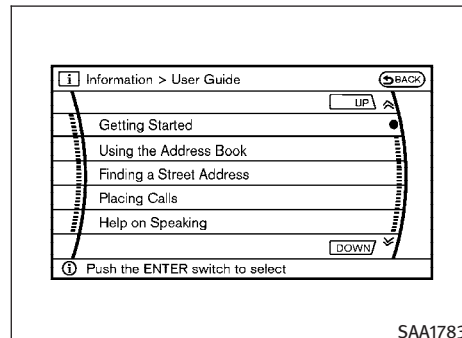 i Information > User Guide BACK
UP
Getting Started
Using the Address Book
Finding a Street Address
Placing Calls
Help on Speaking
DOWN
i Push the ENTER switch to select
SAA1783